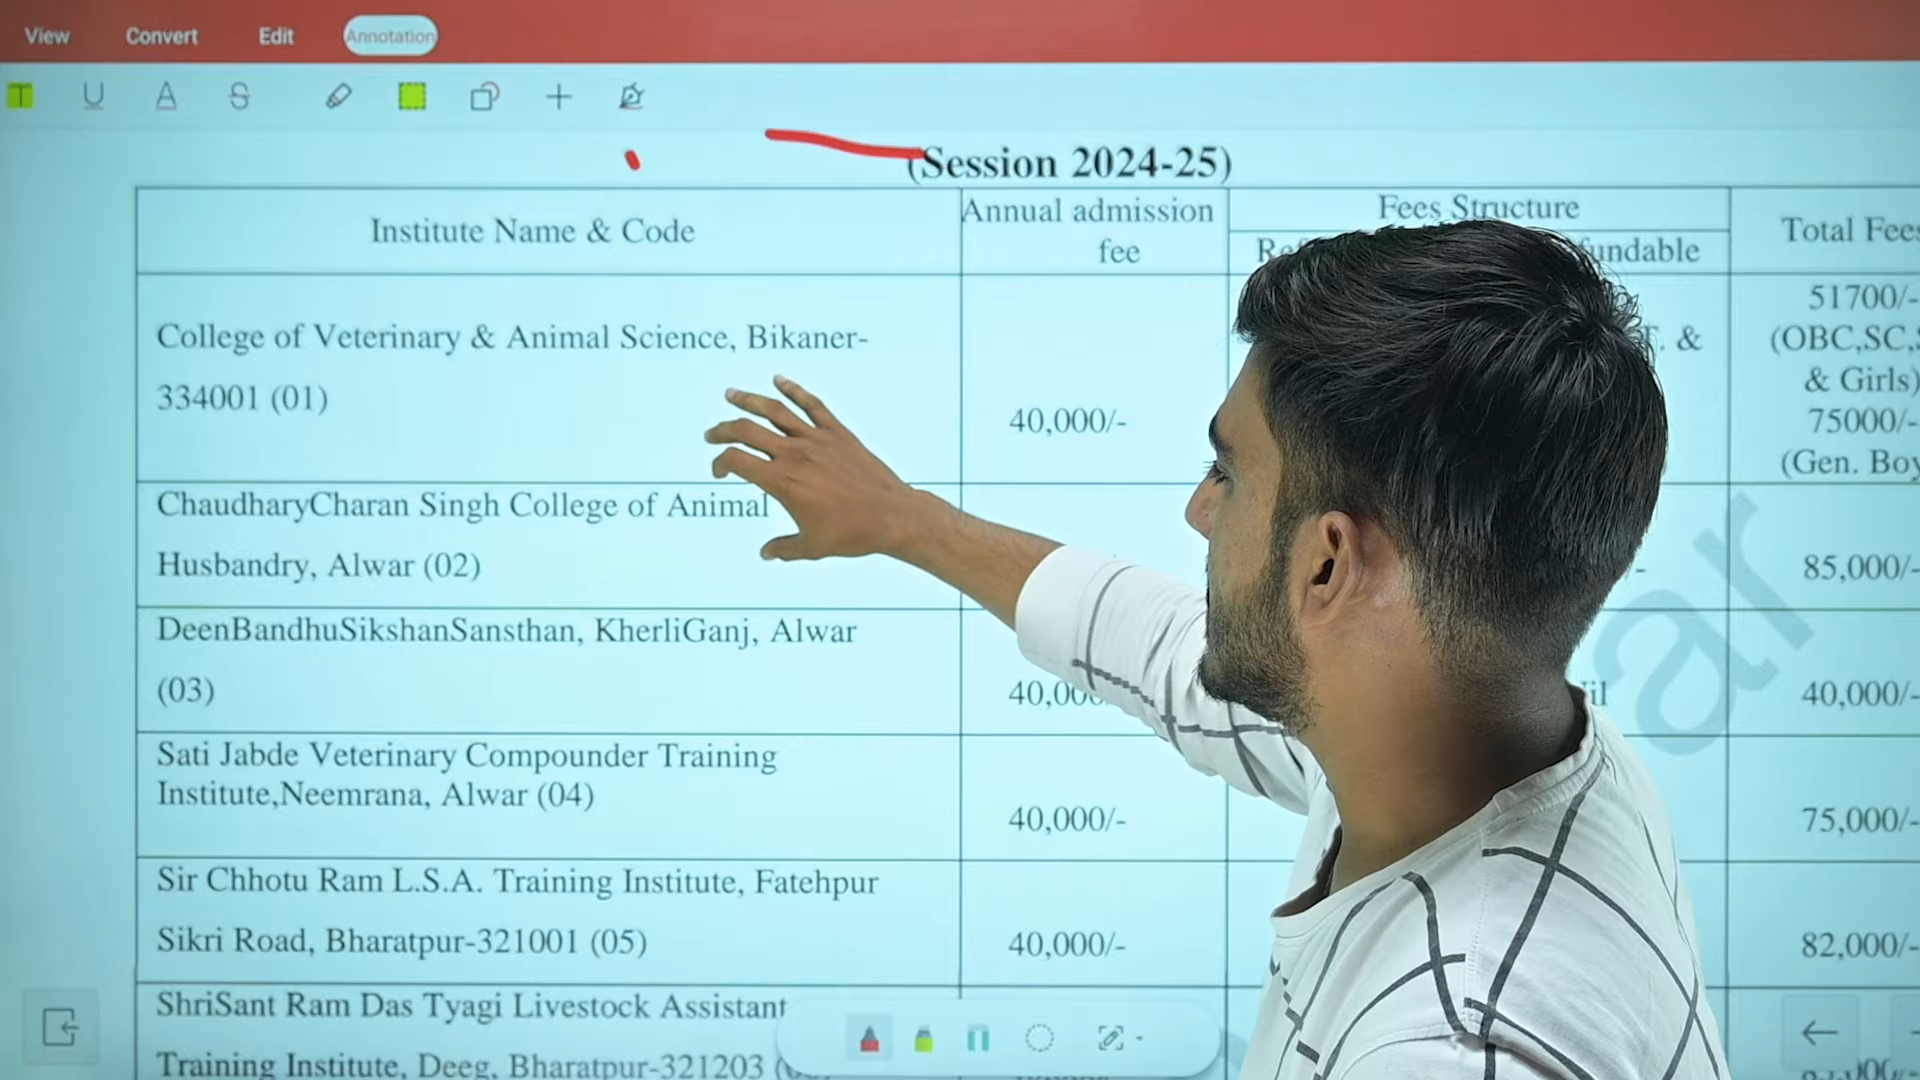 View Convert Edit Annotation
T U A S
(Session 2024-25)
Institute Name & Code
Annual admission
fee
Fees Structure
Total Fees
College of Veterinary & Animal Science, Bikaner-
334001 (01)
40,000/-
&
51700/-
(OBC,SC,
& Girls)
75000/-
(Gen. Boy
ChaudharyCharan Singh College of Animal
Husbandry, Alwar (02)
85,000/-
DeenBandhuSikshanSansthan, KherliGanj, Alwar
(03)
40,000/-
Sati Jabde Veterinary Compounder Training
Institute,Neemrana, Alwar (04)
40,000/-
75,000/-
Sir Chhotu Ram L.S.A. Training Institute, Fatehpur
Sikri Road, Bharatpur-321001 (05)
40,000/-
82,000/-
ShriSant Ram Das Tyagi Livestock Assistant
Training Institute, Deeg, Bharatpur-321203